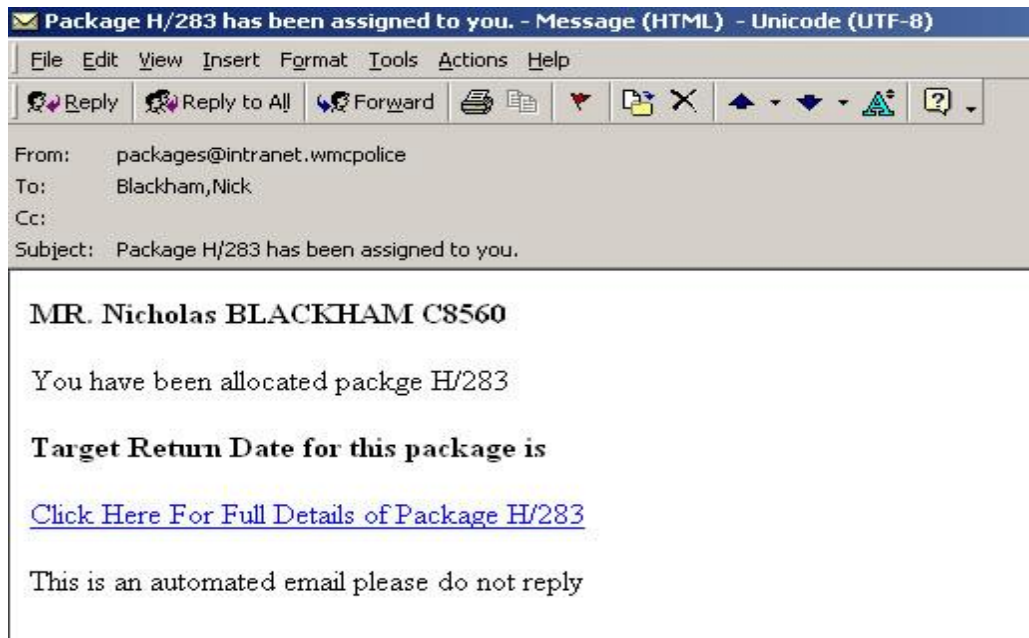 Package H/283 has been assigned to you. - Message (HTML) - Unicode (UTF-8)
File Edit View Insert Format Tools Actions Help
Reply Reply to All Forward
From: packages@intranet.wmcpolice
To: Blackham,Nick
Cc:
Subject: Package H/283 has been assigned to you.
MR. Nicholas BLACKHAM C8560
You have been allocated packge H/283
Target Return Date for this package is
Click Here For Full Details of Package H/283
This is an automated email please do not reply